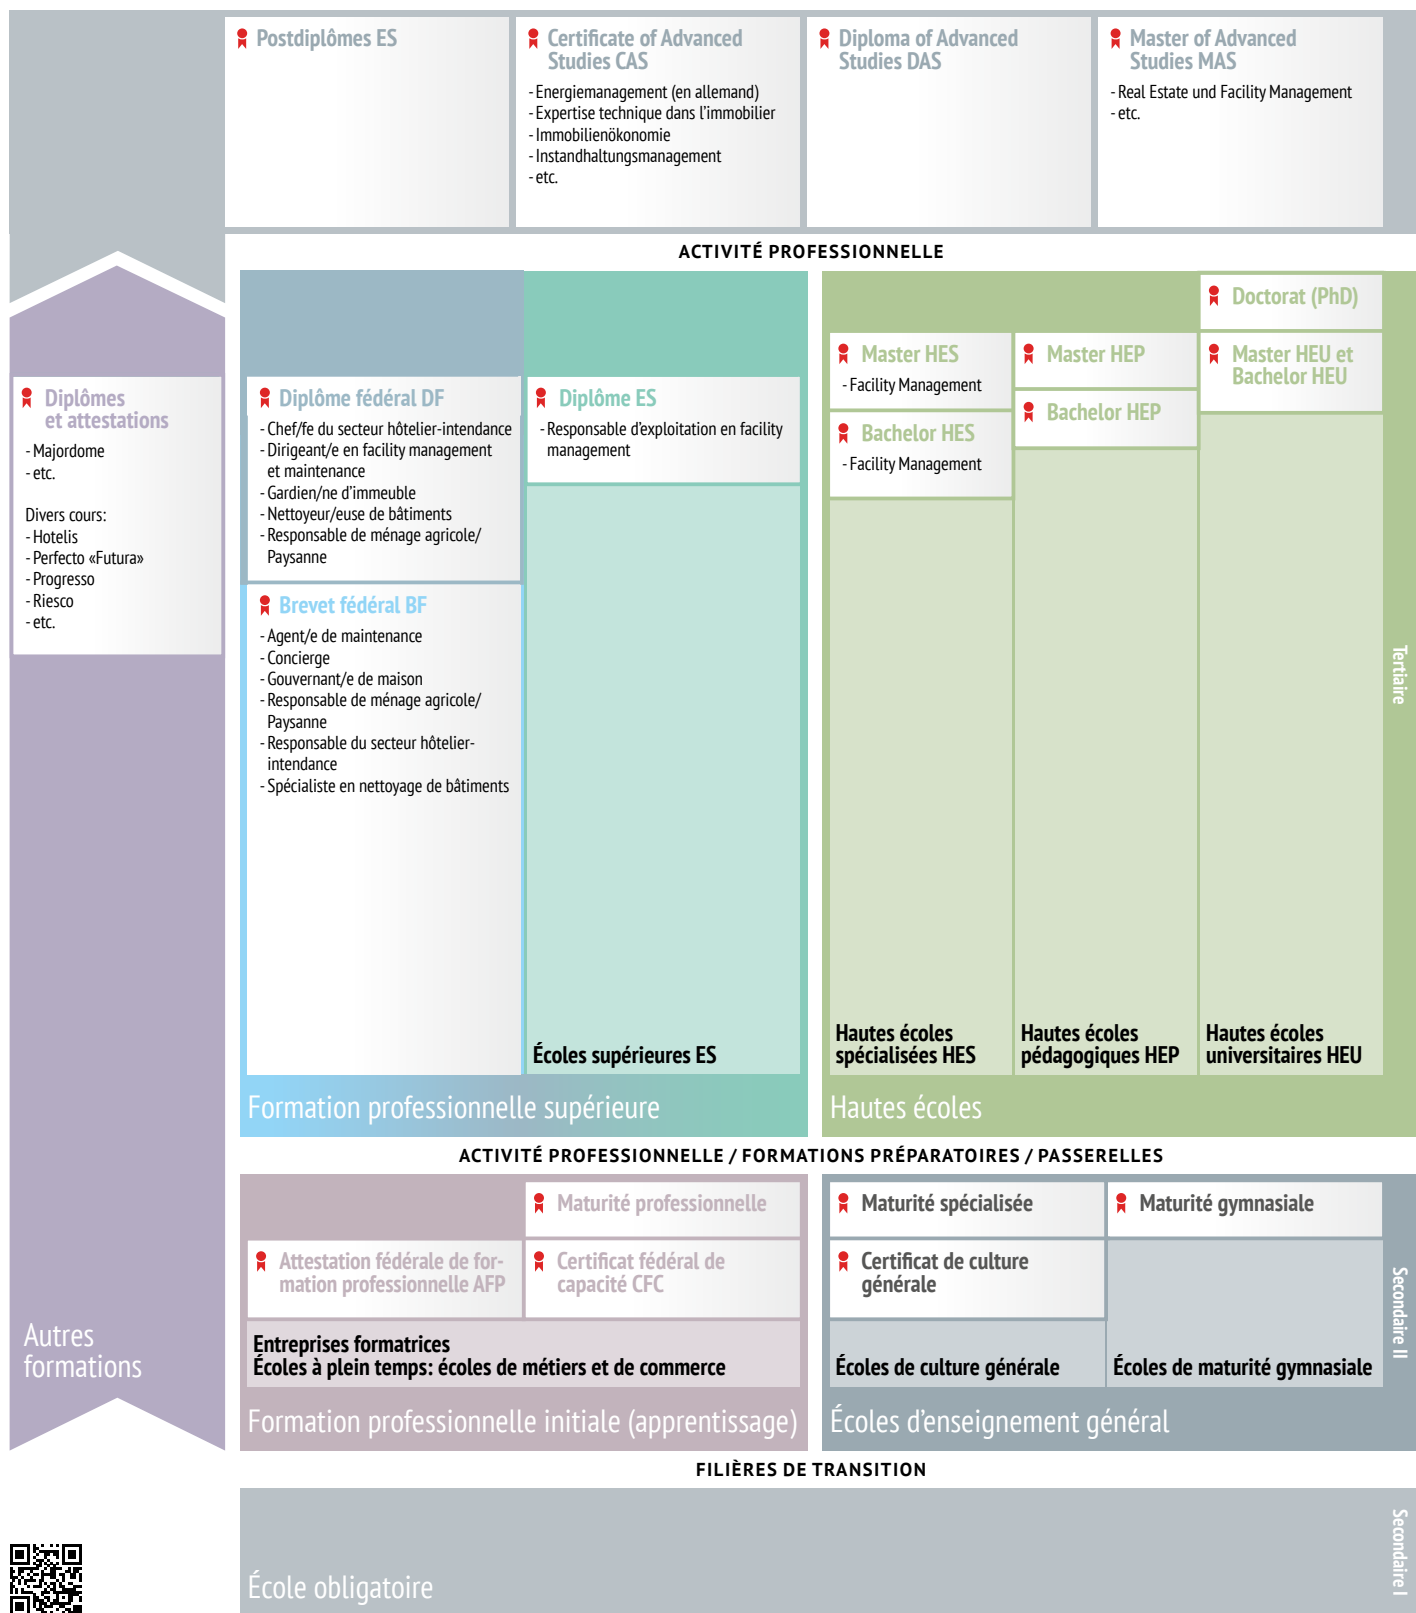 Postdiplômes ES
Certificate of Advanced
Studies CAS
- Energiemanagement (en allemand)
- Expertise technique dans l'immobilier
- Immobilienökonomie
- Instandhaltungsmanagement
- etc.
Diploma of Advanced
Studies DAS
Master of Advanced
Studies MAS
- Real Estate und Facility Management
- etc.
ACTIVITÉ PROFESSIONNELLE
Diplômes
et attestations
- Majordome
- etc.
Divers cours:
- Hotelis
- Perfecto «Futura»
- Progresso
- Riesco
- etc.
Autres
formations
Diplôme fédéral DF
- Chef/fe du secteur hôtelier-intendance
- Dirigeant/e en facility management
et maintenance
- Gardien/ne d'immeuble
- Nettoyeur/euse de bâtiments
- Responsable de ménage agricole/
Paysanne
Brevet fédéral BF
- Agent/e de maintenance
- Concierge
- Gouvernant/e de maison
- Responsable de ménage agricole/
Paysanne
- Responsable du secteur hôtelier-
intendance
- Spécialiste en nettoyage de bâtiments
Diplôme ES
- Responsable d'exploitation en facility
management
Écoles supérieures ES
Formation professionnelle supérieure
Master HES
- Facility Management
Bachelor HES
- Facility Management
Hautes écoles
spécialisées HES
Master HEP
Bachelor HEP
Hautes écoles
pédagogiques HEP
Doctorat (PhD)
Master HEU et
Bachelor HEU
Hautes écoles
universitaires HEU
Hautes écoles
Tertiaire
ACTIVITÉ PROFESSIONNELLE / FORMATIONS PRÉPARATOIRES / PASSERELLES
Maturité professionnelle
Attestation fédérale de for-
mation professionnelle AFP
Certificat fédéral de
capacité CFC
Entreprises formatrices
Écoles à plein temps: écoles de métiers et de commerce
Formation professionnelle initiale (apprentissage)
Maturité spécialisée
Certificat de culture
générale
Écoles de culture générale
Maturité gymnasiale
Écoles de maturité gymnasiale
Écoles d'enseignement général
Secondaire II
FILIÈRES DE TRANSITION
École obligatoire
Secondaire I